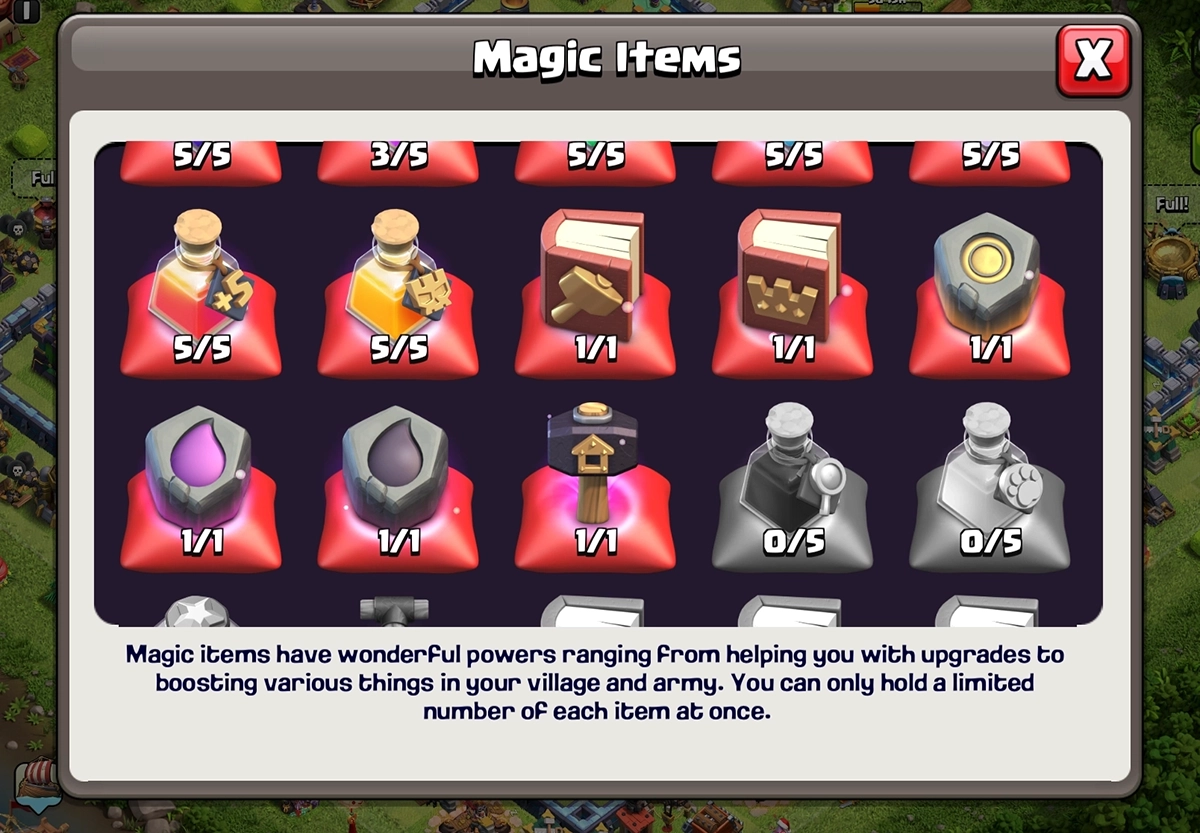 Magic Items
X
5/5 3/5 5/5 5/5 5/5
Ful
Full!
x5
5/5 5/5 1/1 1/1 1/1
1/1 1/1 1/1 0/5 0/5
Magic items have wonderful powers ranging from helping you with upgrades to
boosting various things in your village and army. You can only hold a limited
number of each item at once.